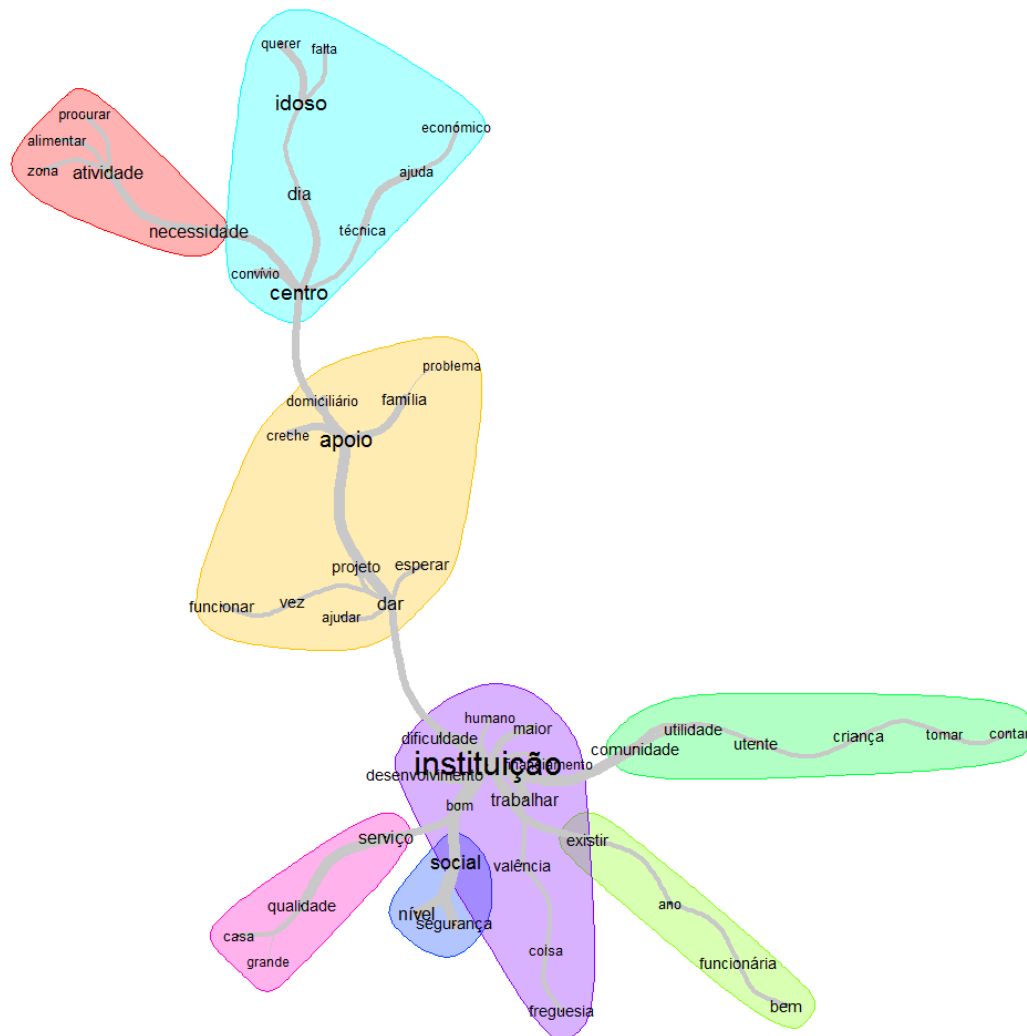 querer
falta
idoso
económico
procurar
alimentar
zona
atividade
ajuda
dia
necessidade
técnica
convívio
centro
problema
domiciliário
família
creche
apoio
projeto
esperar
funcionar
vez
ajudar
dar
humano
maior
dificuldade
utilidade
comunidade
utente
criança
tomar
contar
instituição
financiamento
desenvolvimento
bom
trabalhar
serviço
existir
social
valência
qualidade
nível
segurança
ano
casa
grande
coisa
funcionária
freguesia
bem